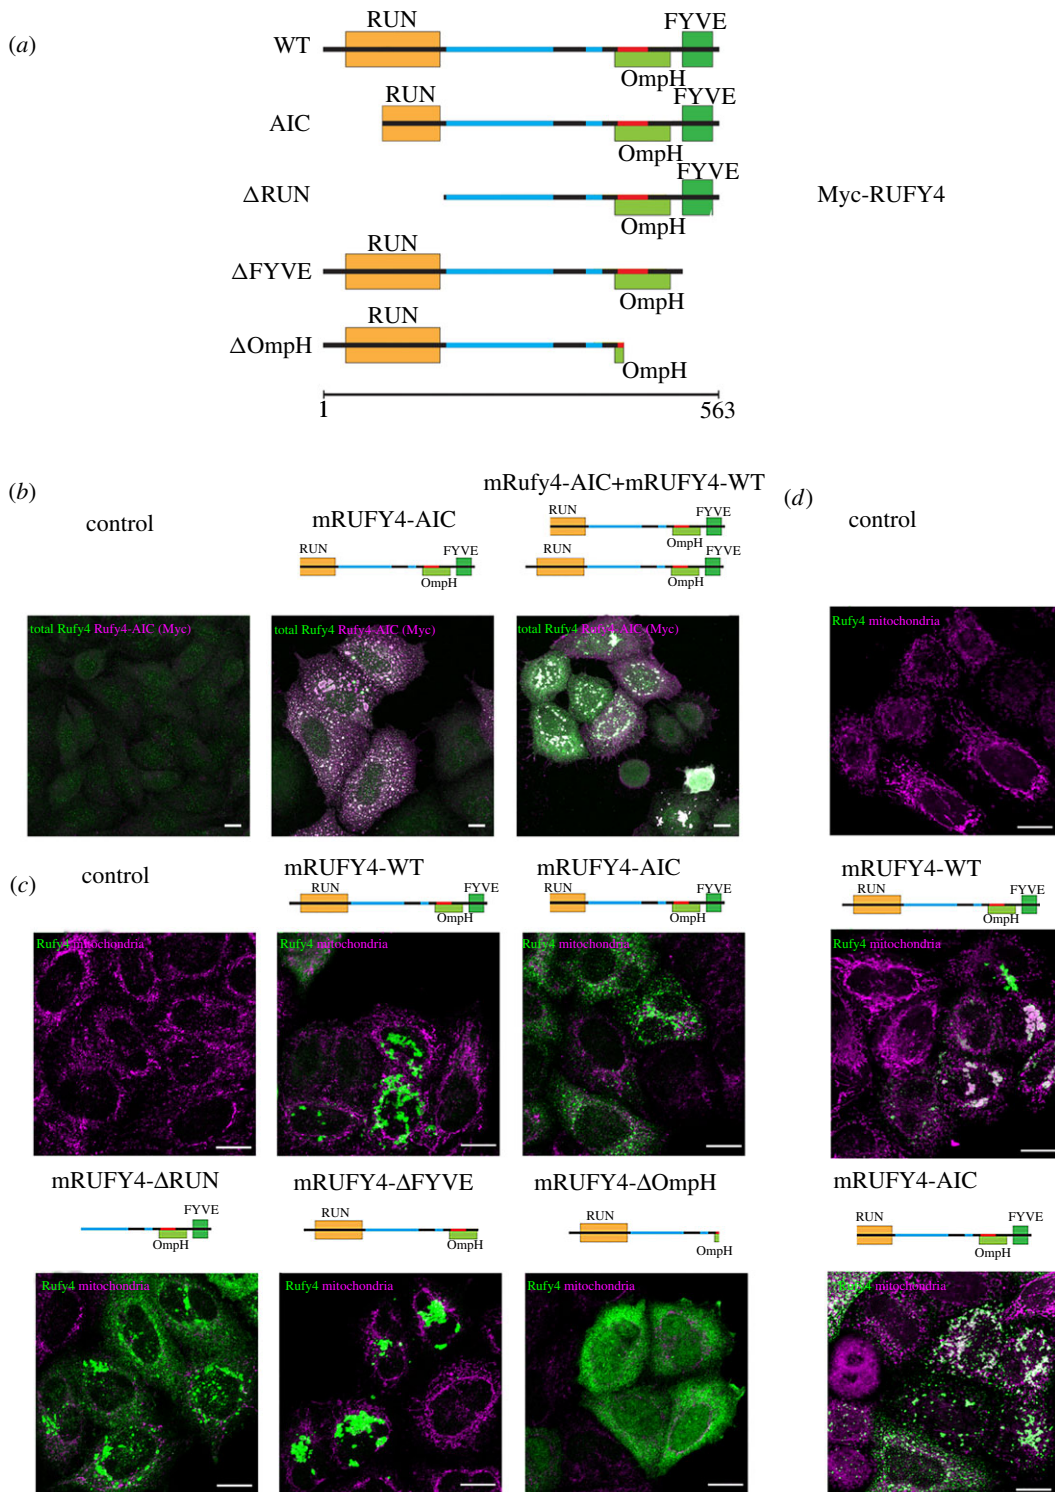 (a)
RUN
FYVE
WT
OmpH
RUN
FYVE
AIC
OmpH
FYVE
ΔRUN
Myc-RUFY4
OmpH
RUN
ΔFYVE
OmpH
RUN
ΔOmpH
OmpH
1
563
(b)
control
mRUFY4-AIC
RUN
FYVE
OmpH
mRufy4-AIC+mRUFY4-WT
RUN
FYVE
OmpH
RUN
FYVE
OmpH
total Rufy4 Rufy4-AIC (Myc)
total Rufy4 Rufy4-AIC (Myc)
total Rufy4 Rufy4-AIC (Myc)
(d)
control
Rufy4 mitochondria
(c)
control
mRUFY4-WT
RUN
FYVE
OmpH
mRUFY4-AIC
RUN
FYVE
OmpH
mRUFY4-WT
RUN
FYVE
OmpH
Rufy4 mitochondria
Rufy4 mitochondria
Rufy4 mitochondria
Rufy4 mitochondria
mRUFY4-ΔRUN
FYVE
OmpH
mRUFY4-ΔFYVE
RUN
OmpH
mRUFY4-ΔOmpH
RUN
OmpH
mRUFY4-AIC
RUN
FYVE
OmpH
Rufy4 mitochondria
Rufy4 mitochondria
Rufy4 mitochondria
Rufy4 mitochondria